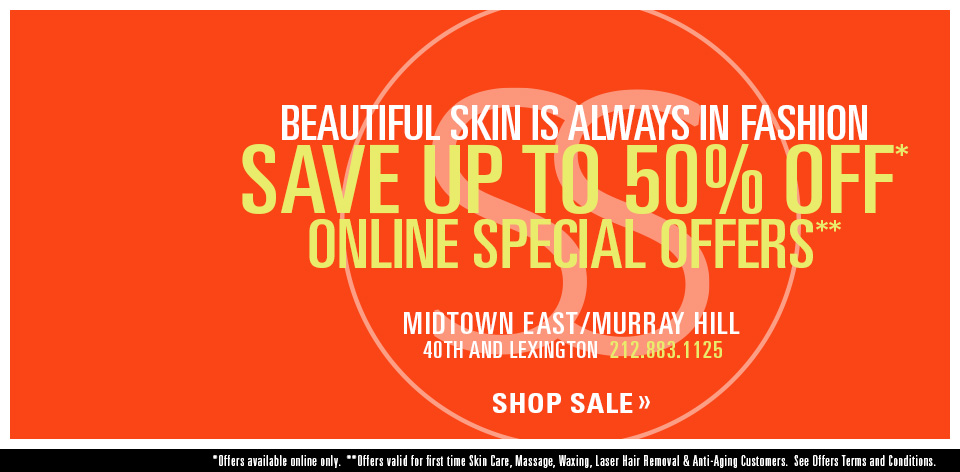 BEAUTIFUL SKIN IS ALWAYS IN FASHION
SAVE UP TO 50% OFF*
ONLINE SPECIAL OFFERS**
MIDTOWN EAST/MURRAY HILL
40TH AND LEXINGTON 212.883.1125
SHOP SALE »
*Offers available online only. **Offers valid for first time Skin Care, Massage, Waxing, Laser Hair Removal & Anti-Aging Customers. See Offers Terms and Conditions.